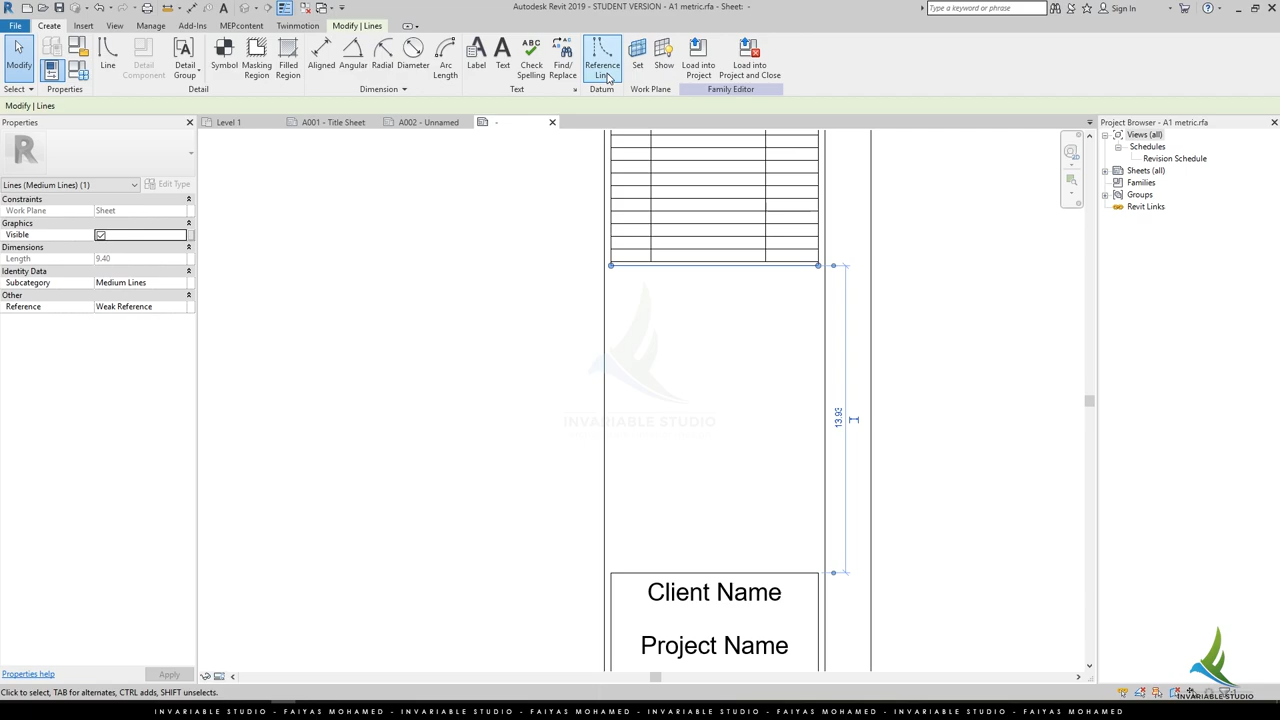 Autodesk Revit 2019 - STUDENT VERSION - A1 metric.rfa - Sheet: -
Type a keyword or phrase
Sign In
File Create Insert View Manage Add-Ins MEPcontent Twinmotion Modify | Lines
Modify
Line
Detail Component
Detail Group
Symbol
Masking Region
Filled Region
Aligned
Angular
Radial
Diameter
Arc Length
Label
Text
Check Spelling
Find/ Replace
Reference Line
Set
Show
Load into Project
Load into Project and Close
Select Properties Detail Dimension Text Datum Work Plane Family Editor
Modify | Lines
Properties
Level 1 A001 - Title Sheet A002 - Unnamed -
Project Browser - A1 metric.rfa
R
Lines (Medium Lines) (1) Edit Type
Constraints
Work Plane Sheet
Graphics
Visible
Dimensions
Length 9.40
Identity Data
Subcategory Medium Lines
Other
Reference Weak Reference
Views (all)
Schedules
Revision Schedule
Sheets (all)
Families
Groups
Revit Links
INVARIABLE STUDIO
13.93
Client Name
Project Name
Properties help Apply
Click to select, TAB for alternates, CTRL adds, SHIFT unselects.
INVARIABLE STUDIO
INVARIABLE STUDIO - FAIYAS MOHAMED - INVARIABLE STUDIO - FAIYAS MOHAMED - INVARIABLE STUDIO - FAIYAS MOHAMED - INVARIABLE STUDIO - FAIYAS MOHAMED